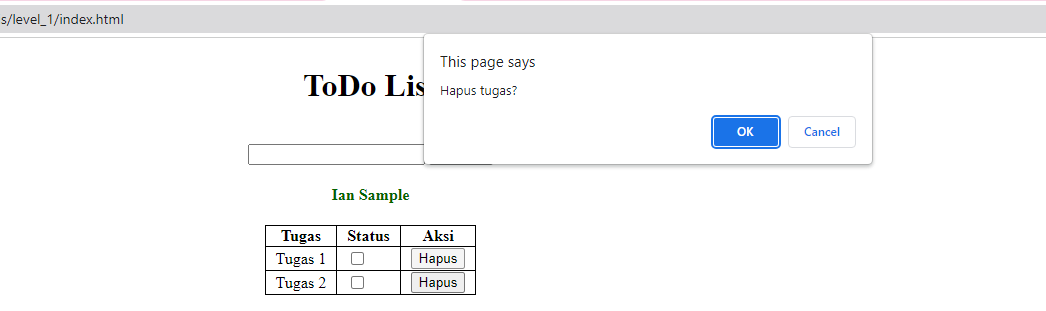 s/level_1/index.html
This page says
Hapus tugas?
OK Cancel
ToDo Lis
Ian Sample
Tugas Status Aksi
Tugas 1 Hapus
Tugas 2 Hapus